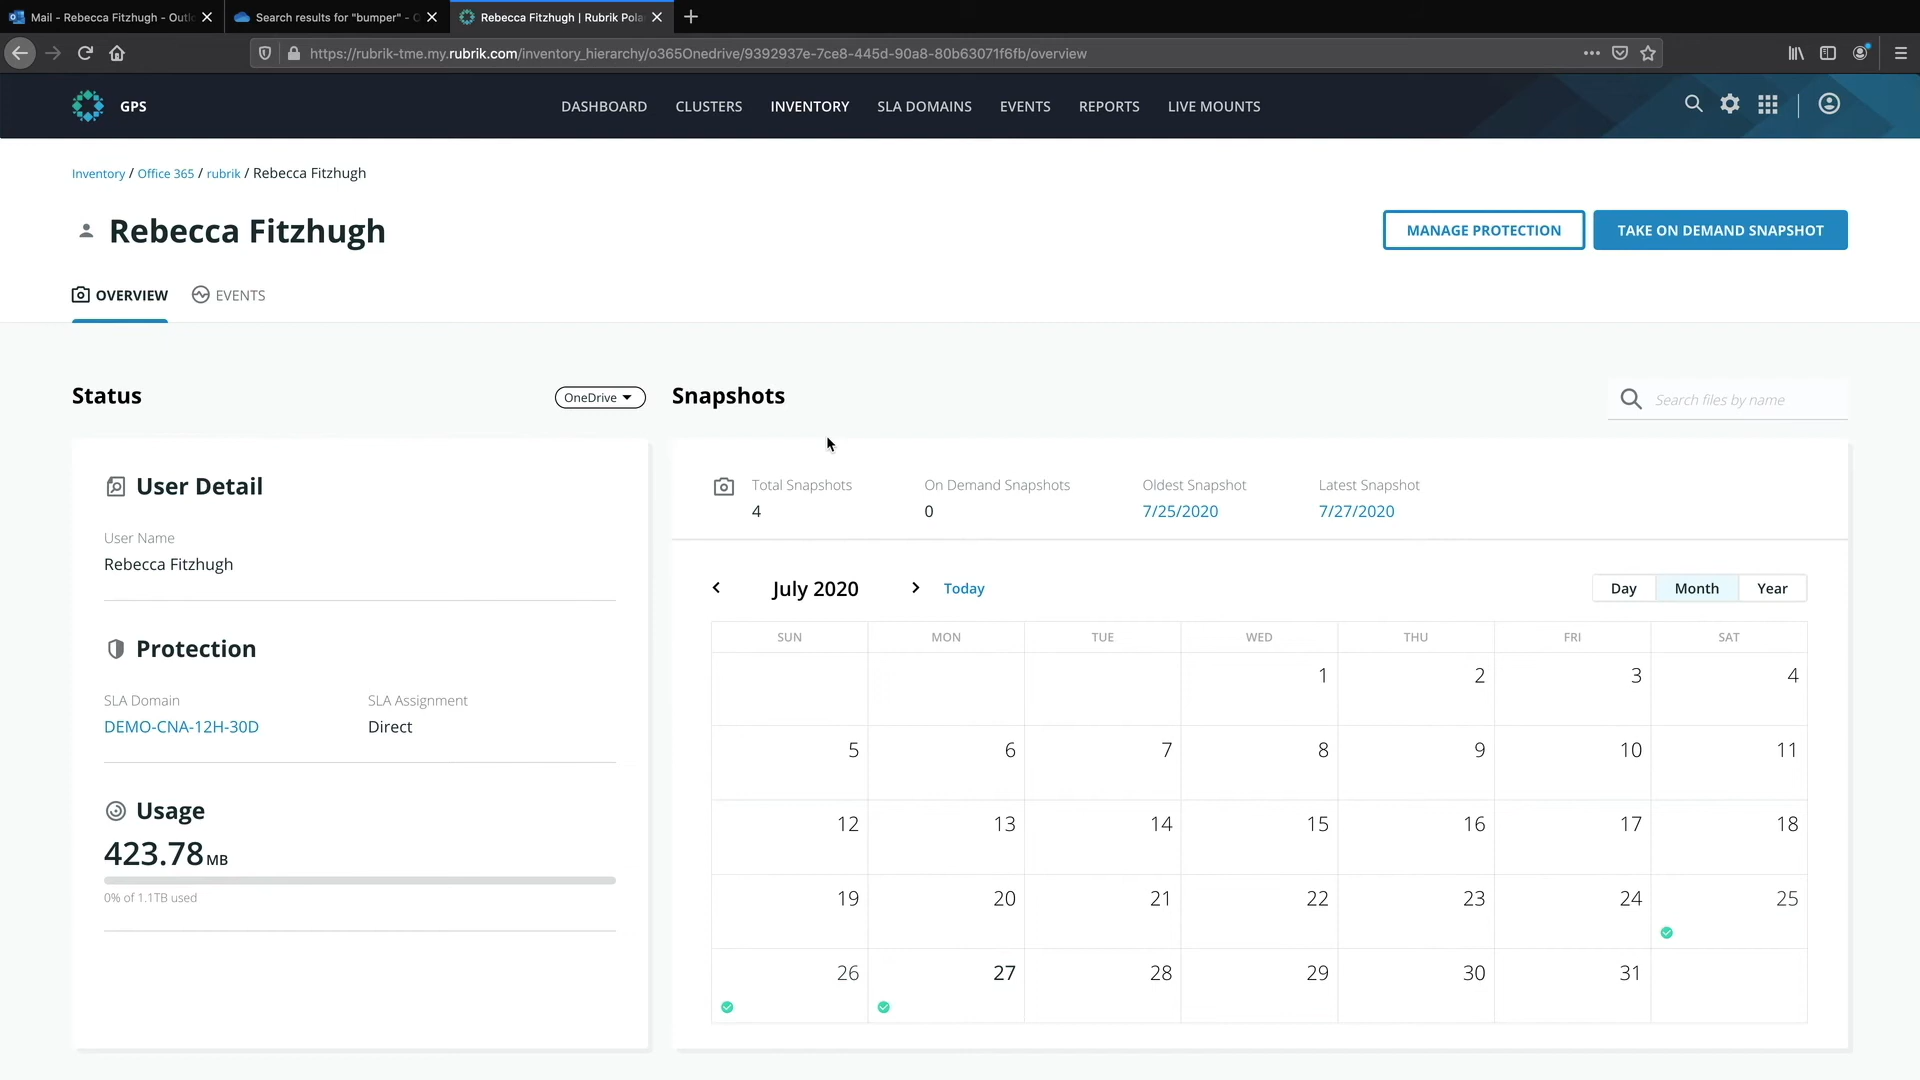 Mail - Rebecca Fitzhugh - Outlo
Search results for "bumper" - O
Rebecca Fitzhugh | Rubrik Pola
https://rubrik-tme.my.rubrik.com/inventory_hierarchy/o365Onedrive/9392937e-7ce8-445d-90a8-80b63071f6fb/overview
GPS
DASHBOARD
CLUSTERS
INVENTORY
SLA DOMAINS
EVENTS
REPORTS
LIVE MOUNTS
Inventory / Office 365 / rubrik / Rebecca Fitzhugh
Rebecca Fitzhugh
MANAGE PROTECTION
TAKE ON DEMAND SNAPSHOT
OVERVIEW
EVENTS
Status
OneDrive
User Detail
User Name
Rebecca Fitzhugh
Protection
SLA Domain
SLA Assignment
DEMO-CNA-12H-30D
Direct
Usage
423.78 MB
0% of 1.1TB used
Snapshots
Search files by name
Total Snapshots
4
On Demand Snapshots
0
Oldest Snapshot
7/25/2020
Latest Snapshot
7/27/2020
July 2020
Today
Day
Month
Year
SUN MON TUE WED THU FRI SAT
1 2 3 4
5 6 7 8 9 10 11
12 13 14 15 16 17 18
19 20 21 22 23 24 25
26 27 28 29 30 31